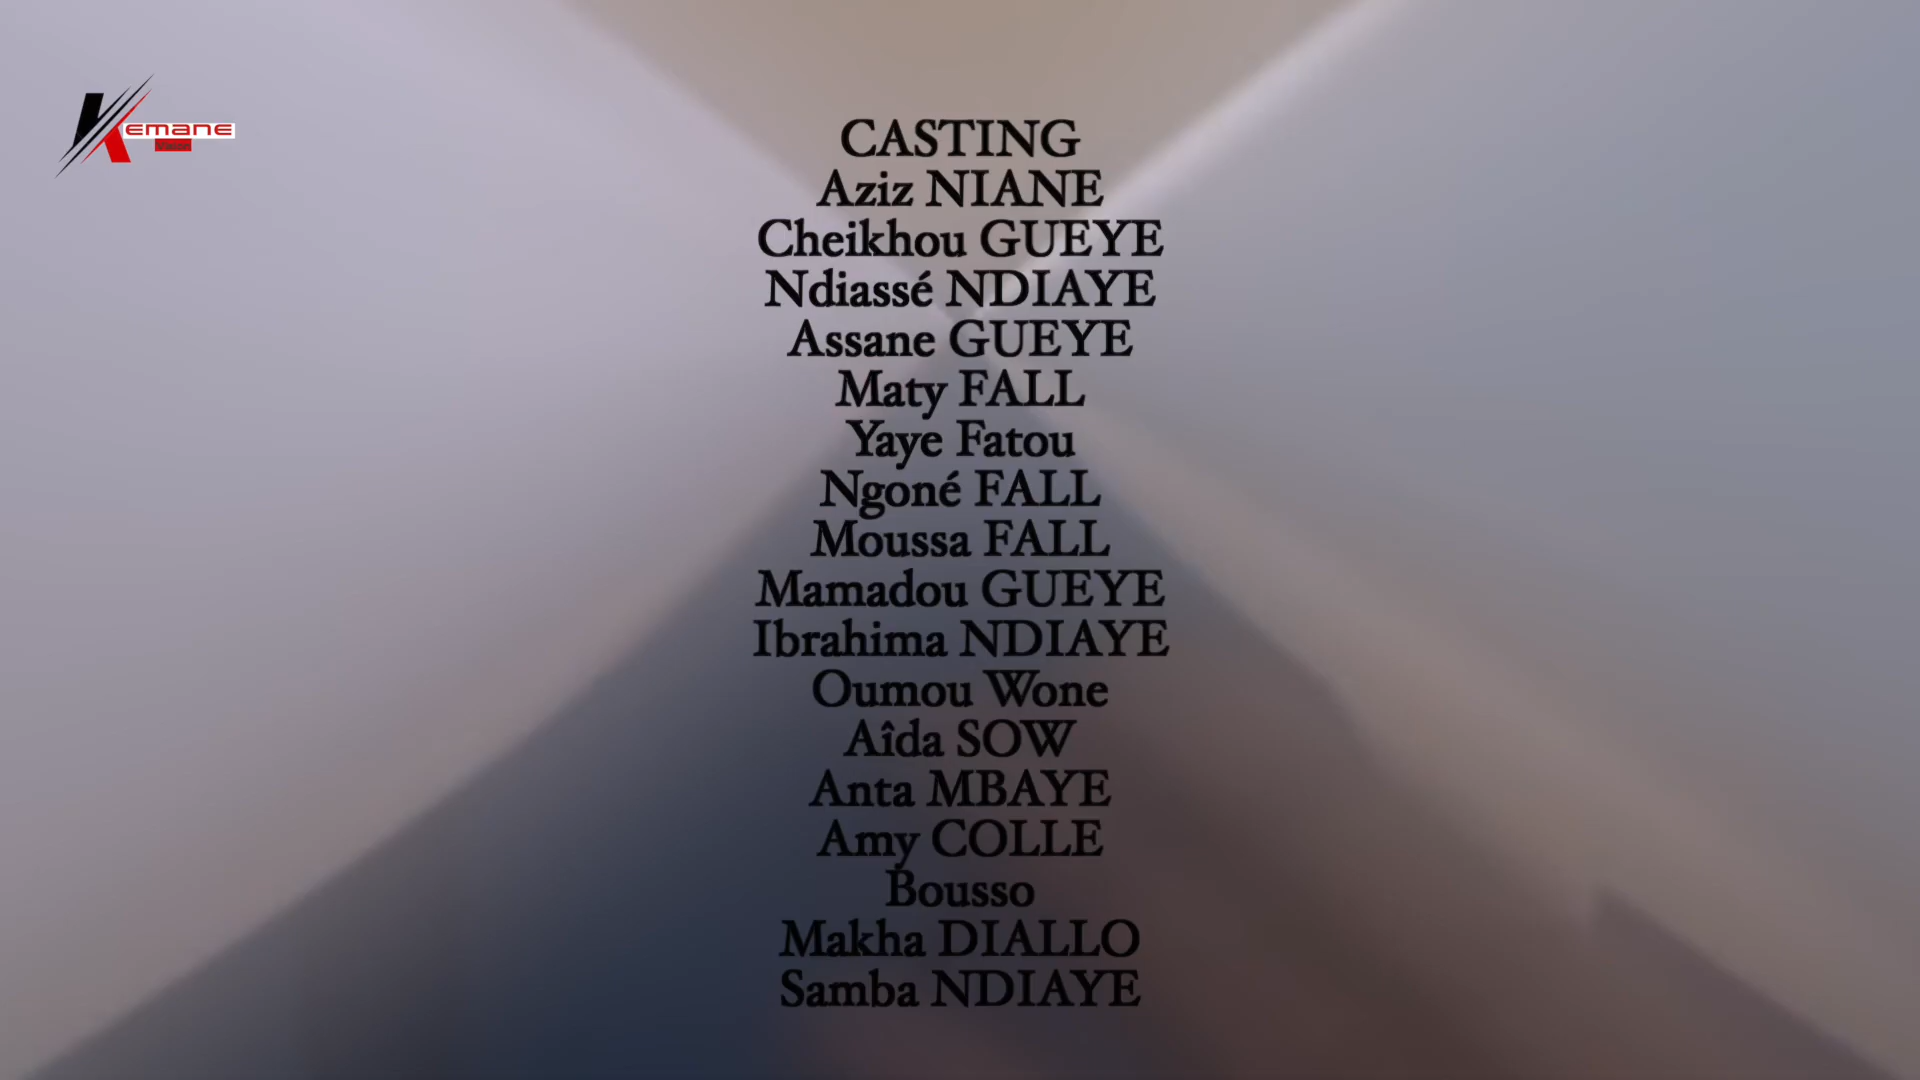 Kemane
Vision
CASTING
Aziz NIANE
Cheikhou GUEYE
Ndiassé NDIAYE
Assane GUEYE
Maty FALL
Yaye Fatou
Ngoné FALL
Moussa FALL
Mamadou GUEYE
Ibrahima NDIAYE
Oumou Wone
Aîda SOW
Anta MBAYE
Amy COLLE
Bousso
Makha DIALLO
Samba NDIAYE